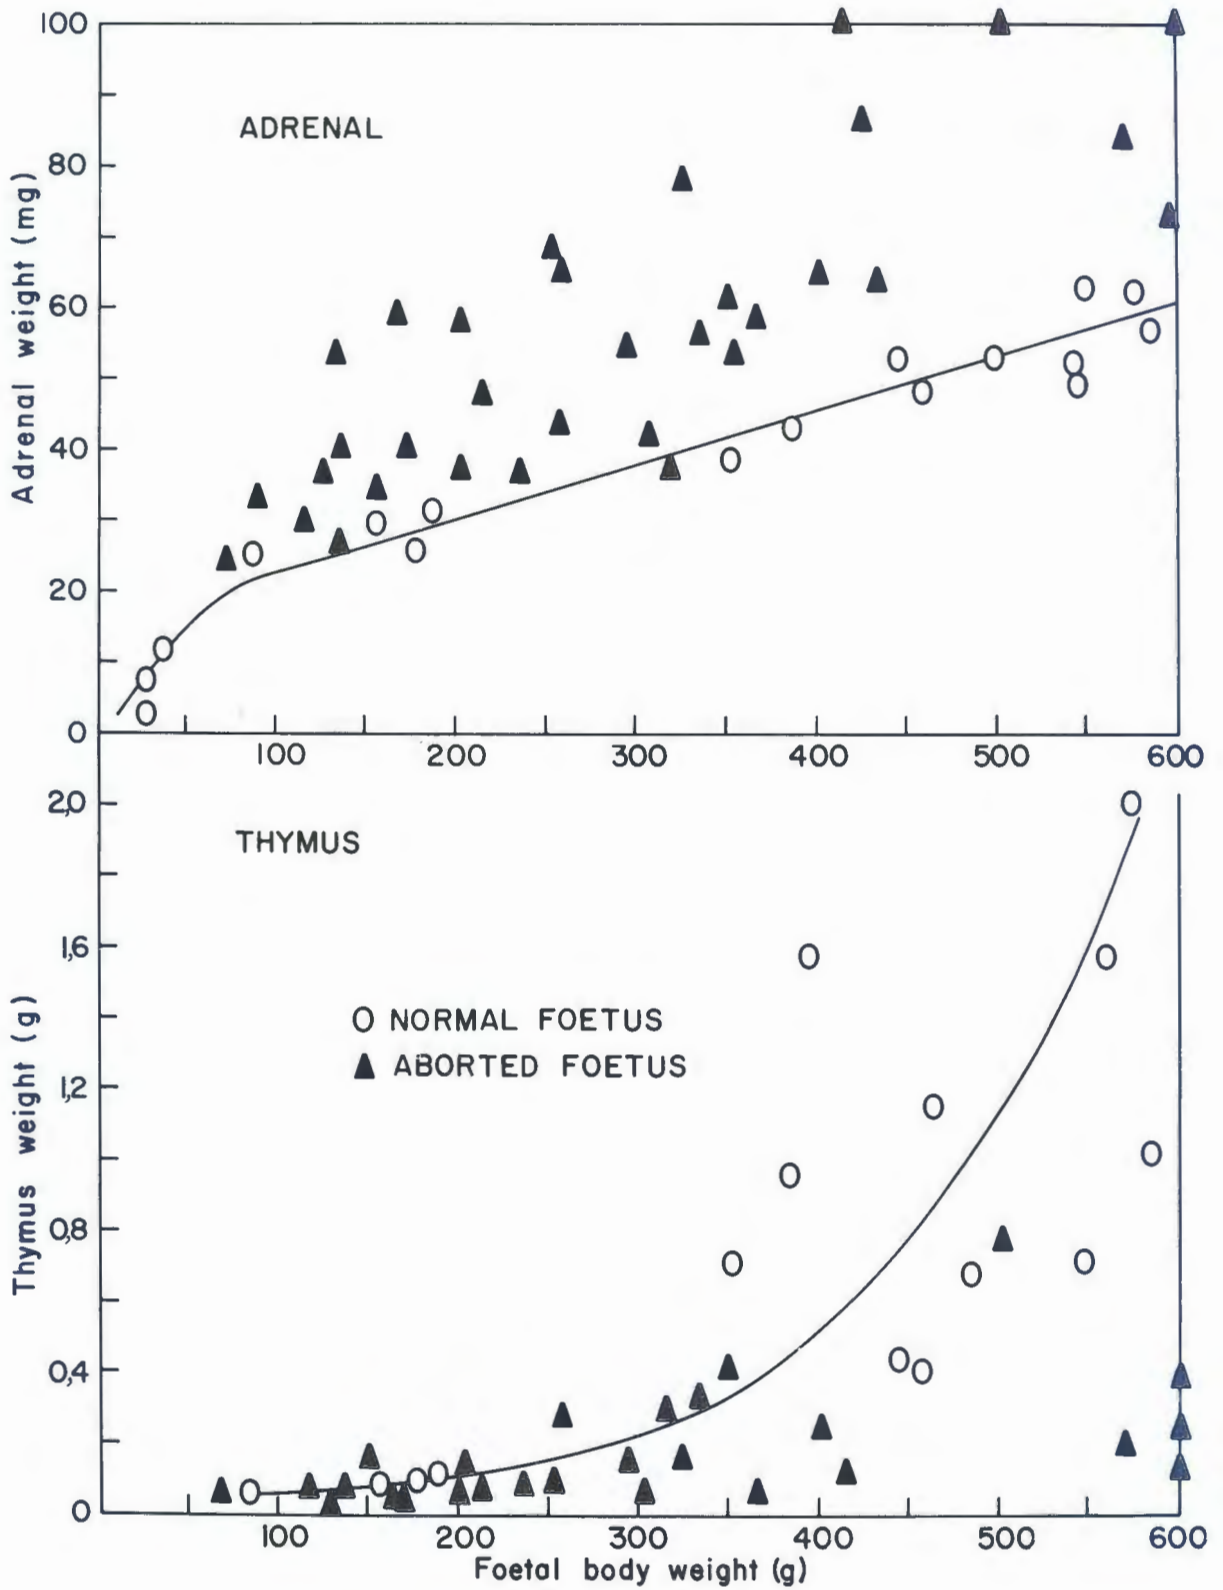 100
ADRENAL
80
60
40
20
0
Adrenal weight (mg)
100 200 300 400 500 600
2,0
THYMUS
1,6
O NORMAL FOETUS
▲ ABORTED FOETUS
1,2
0,8
0,4
0
Thymus weight (g)
100 200 300 400 500 600
Foetal body weight (g)